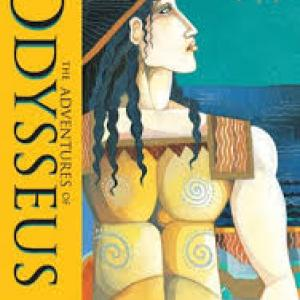 THE ADVENTURES OF
ODYSSEUS